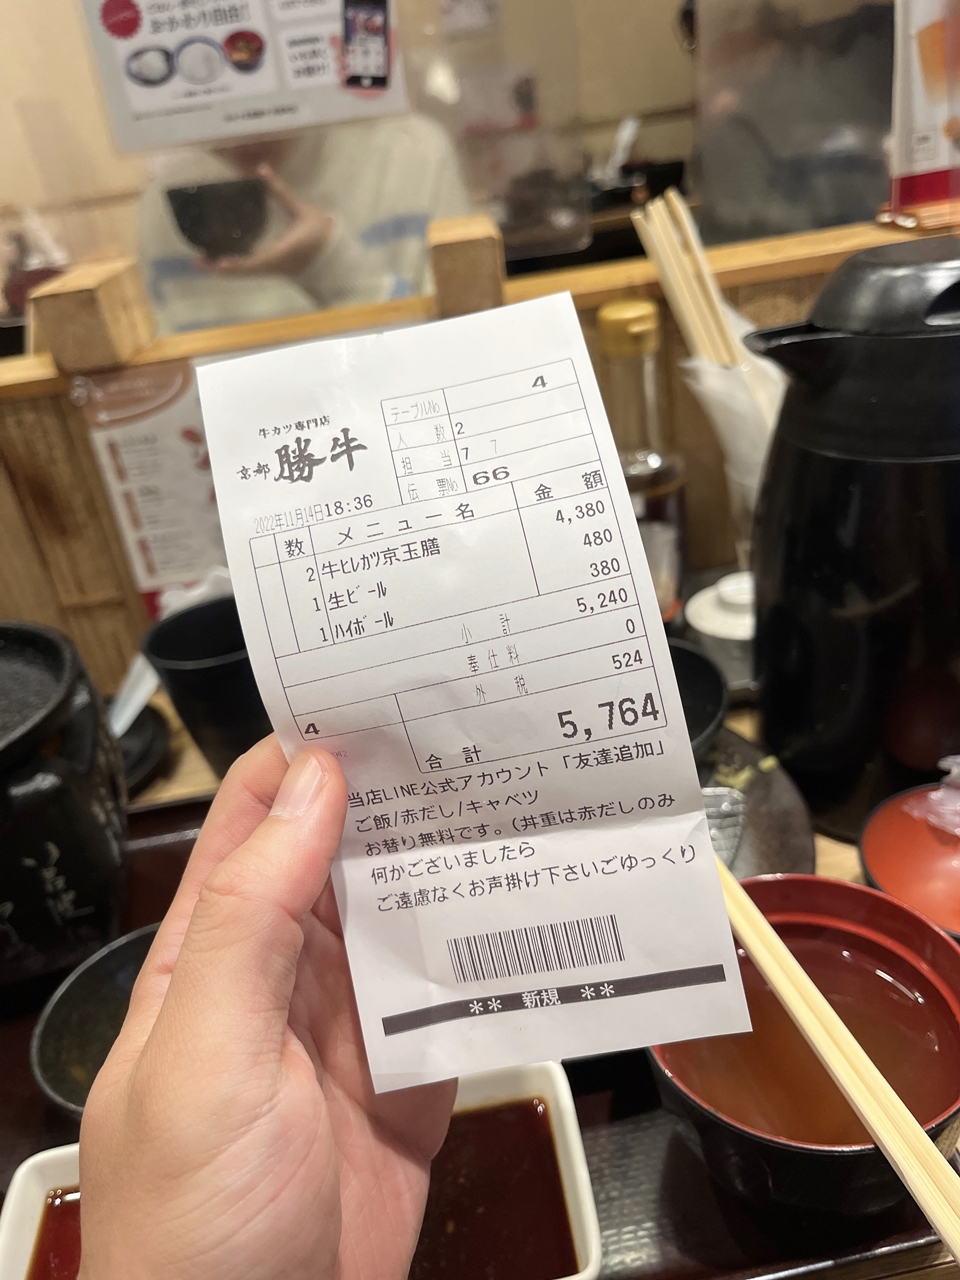 おかわり自由!!
牛カツ専門店
京都 勝牛
テーブルNo 4
人数 2
担当 7 7
伝票No 66
2022年11月14日18:36
数 メニュー名 金額
2 牛ヒレカツ京玉膳 4,380
1 生ビール 480
1 ハイボール 380
小計 5,240
奉仕料 0
外税 524
4
合計 5,764
当店LINE公式アカウント「友達追加」
ご飯/赤だし/キャベツ
お替り無料です。(丼重は赤だしのみ
何かございましたら
ご遠慮なくお声掛け下さいごゆっくり
** 新規 **